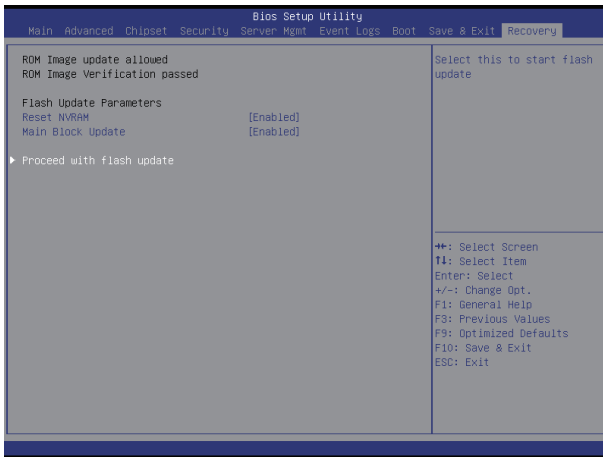 Bios Setup Utility
Main Advanced Chipset Security Server Mgmt Event Logs Boot Save & Exit Recovery
ROM Image update allowed
ROM Image Verification passed
Flash Update Parameters
Reset NVRAM [Enabled]
Main Block Update [Enabled]
Proceed with flash update
Select this to start flash
update
→←: Select Screen
↑↓: Select Item
Enter: Select
+/-: Change Opt.
F1: General Help
F3: Previous Values
F9: Optimized Defaults
F10: Save & Exit
ESC: Exit